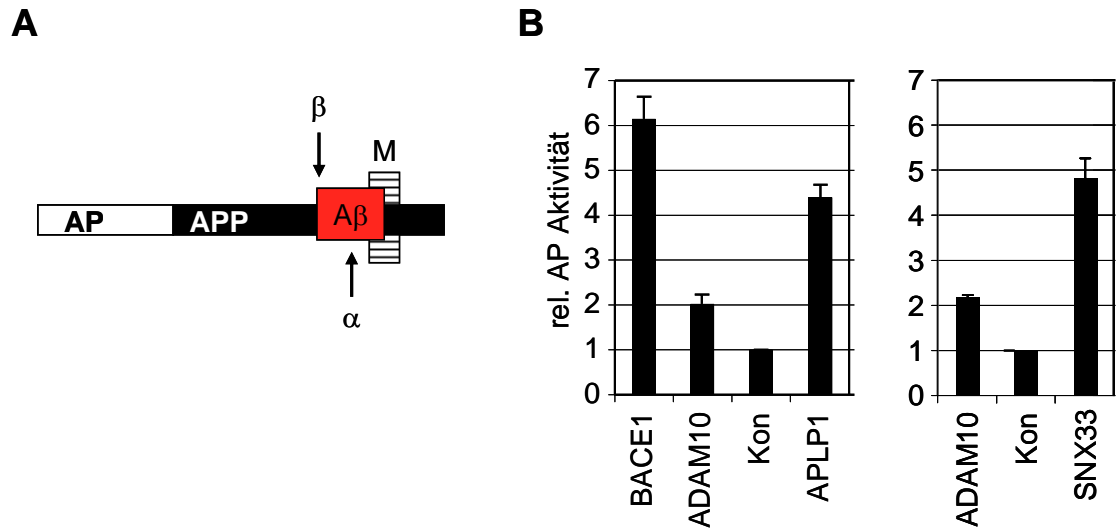 A
β
M
AP
APP
Aβ
α
B
rel. AP Aktivität
7
6
5
4
3
2
1
0
BACE1
ADAM10
Kon
APLP1
7
6
5
4
3
2
1
0
ADAM10
Kon
SNX33